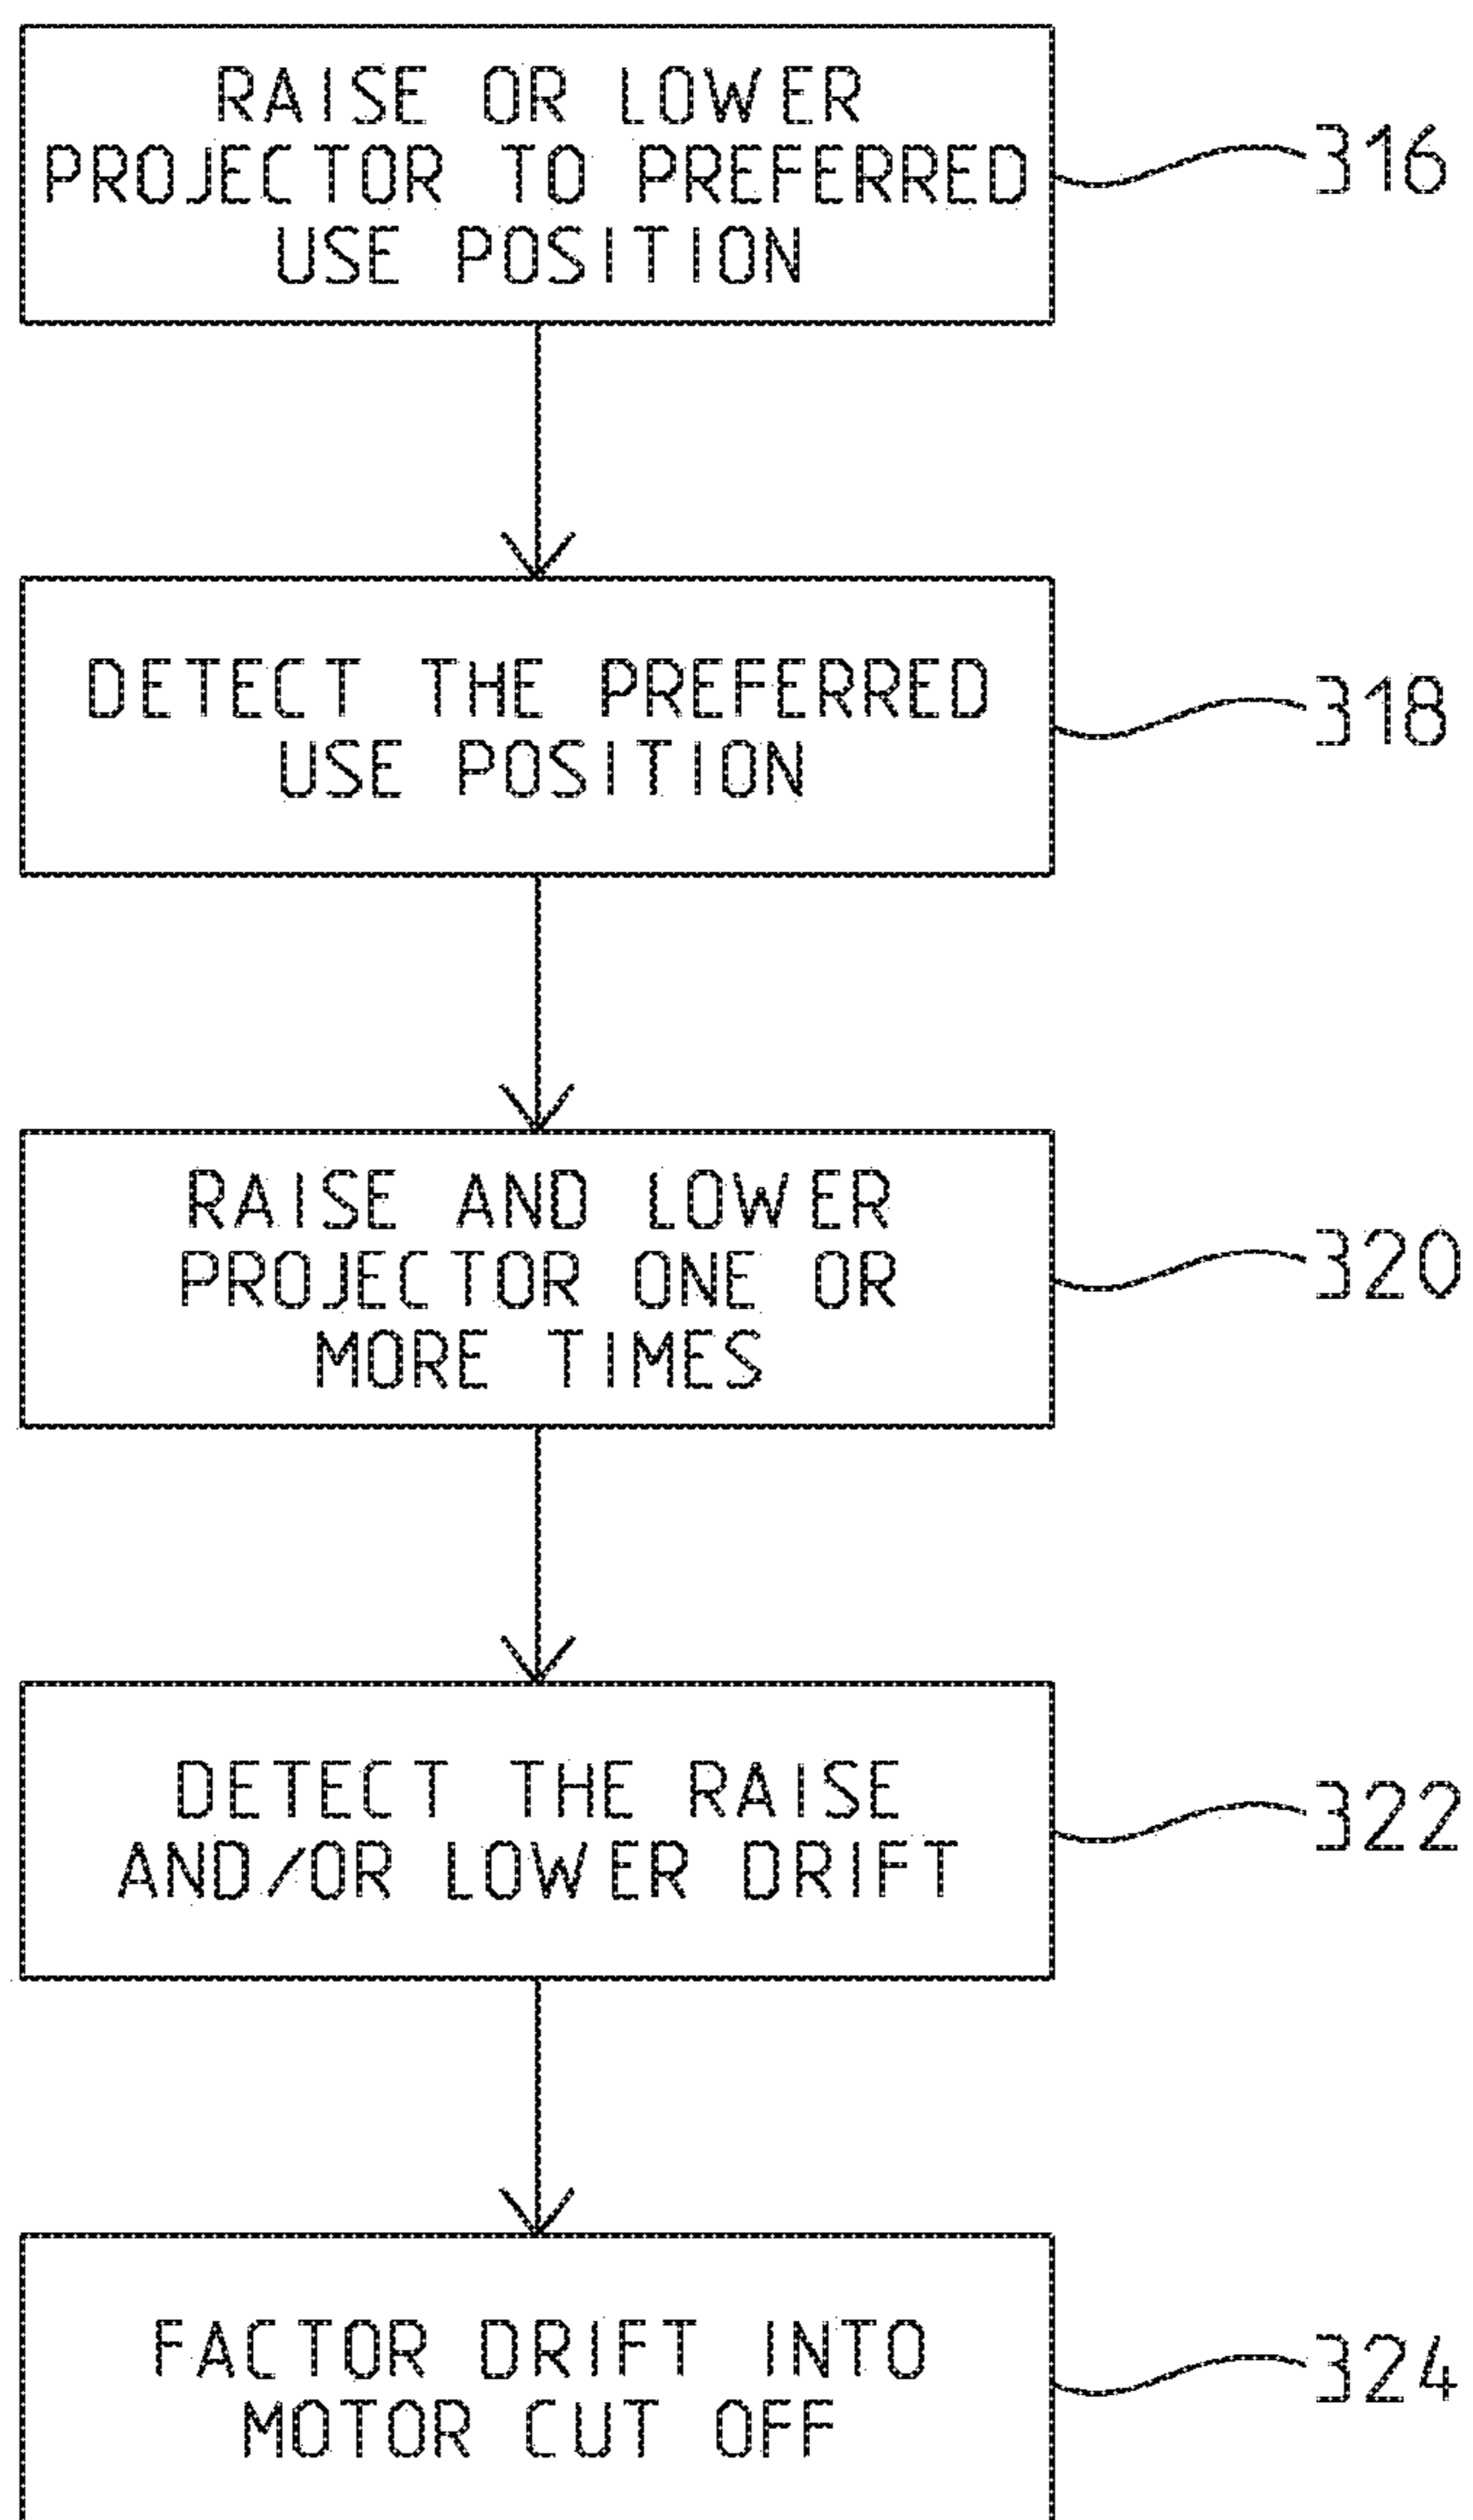 RAISE OR LOWER
PROJECTOR TO PREFERRED
USE POSITION
316
DETECT THE PREFERRED
USE POSITION
318
RAISE AND LOWER
PROJECTOR ONE OR
MORE TIMES
320
DETECT THE RAISE
AND/OR LOWER DRIFT
322
FACTOR DRIFT INTO
MOTOR CUT OFF
324